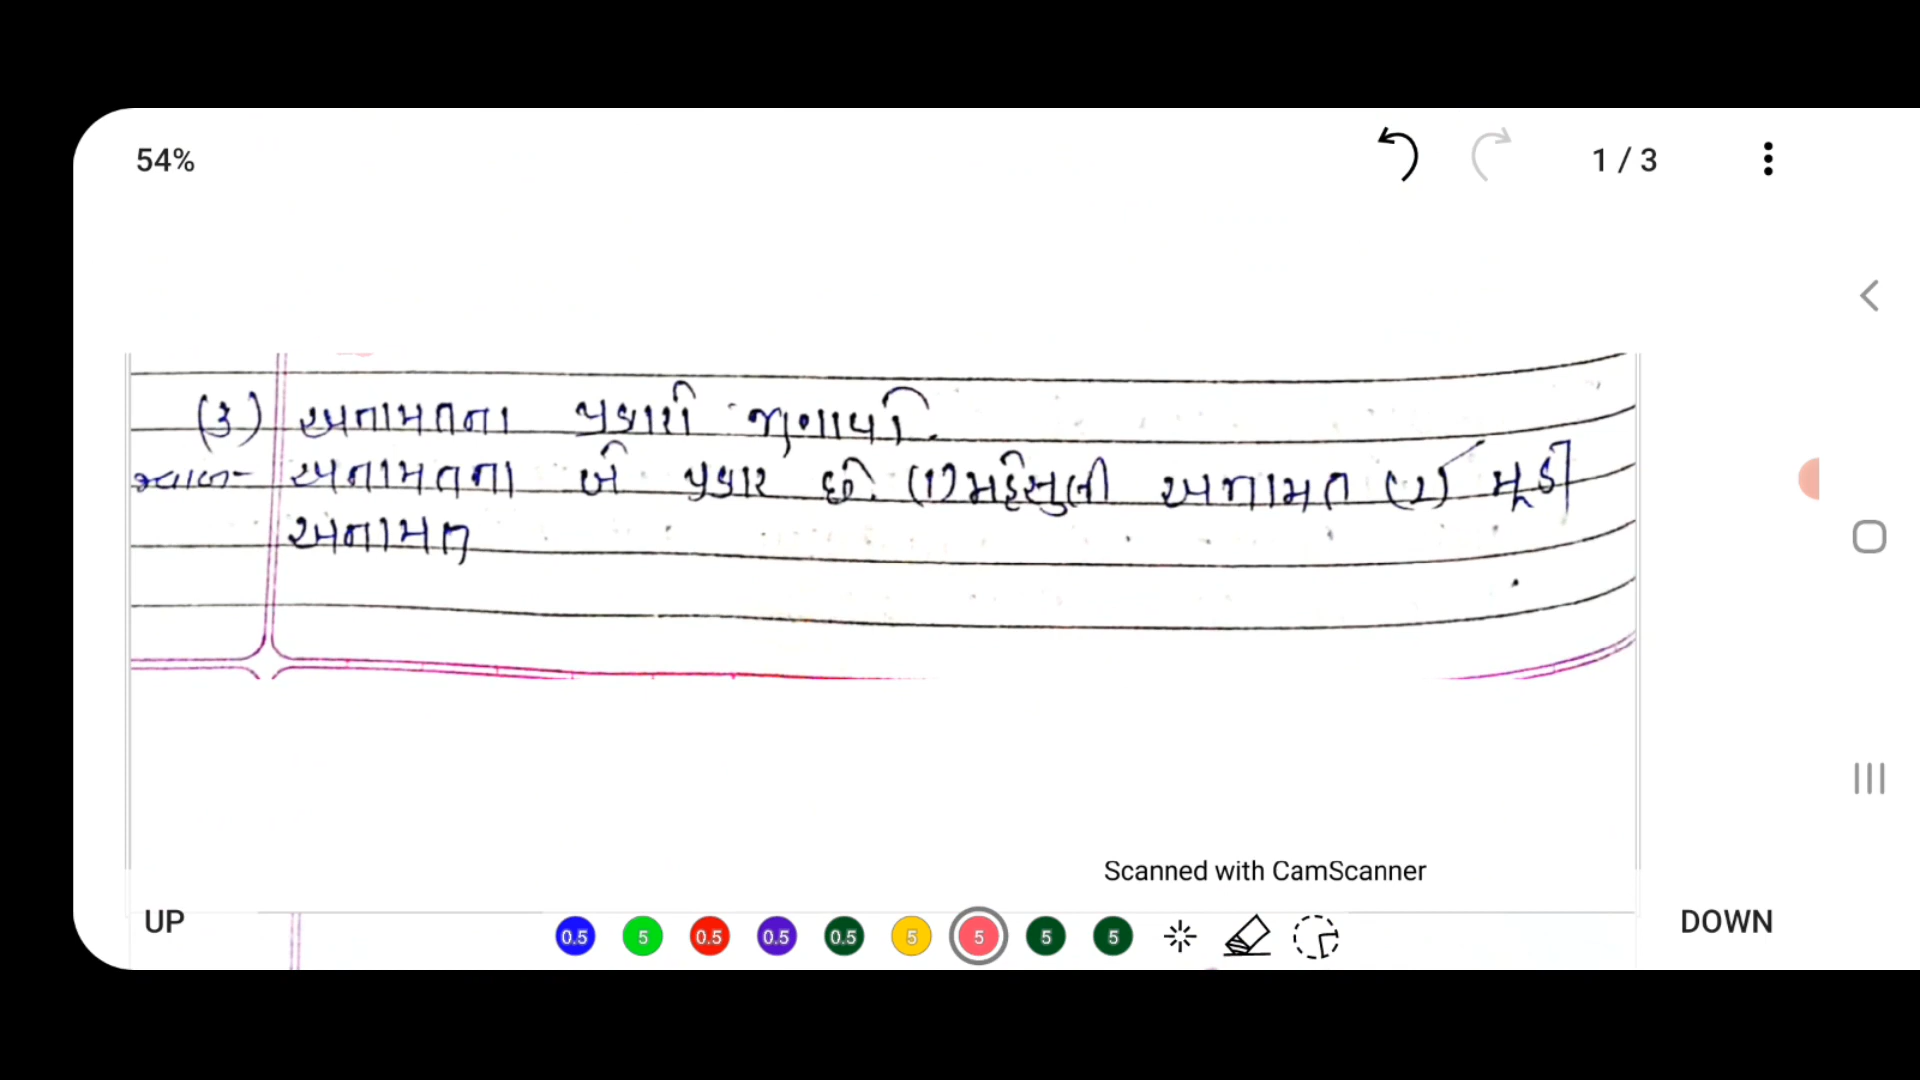 54%
1 / 3
(૩) અનામતના પ્રકારો જણાવો.
જવાબ- અનામતના બે પ્રકાર છે. (1) મહેસુલી અનામત (૨) મૂડી
અનામત
Scanned with CamScanner
UP
0.5 5 0.5 0.5 0.5 5 5 5 5
DOWN